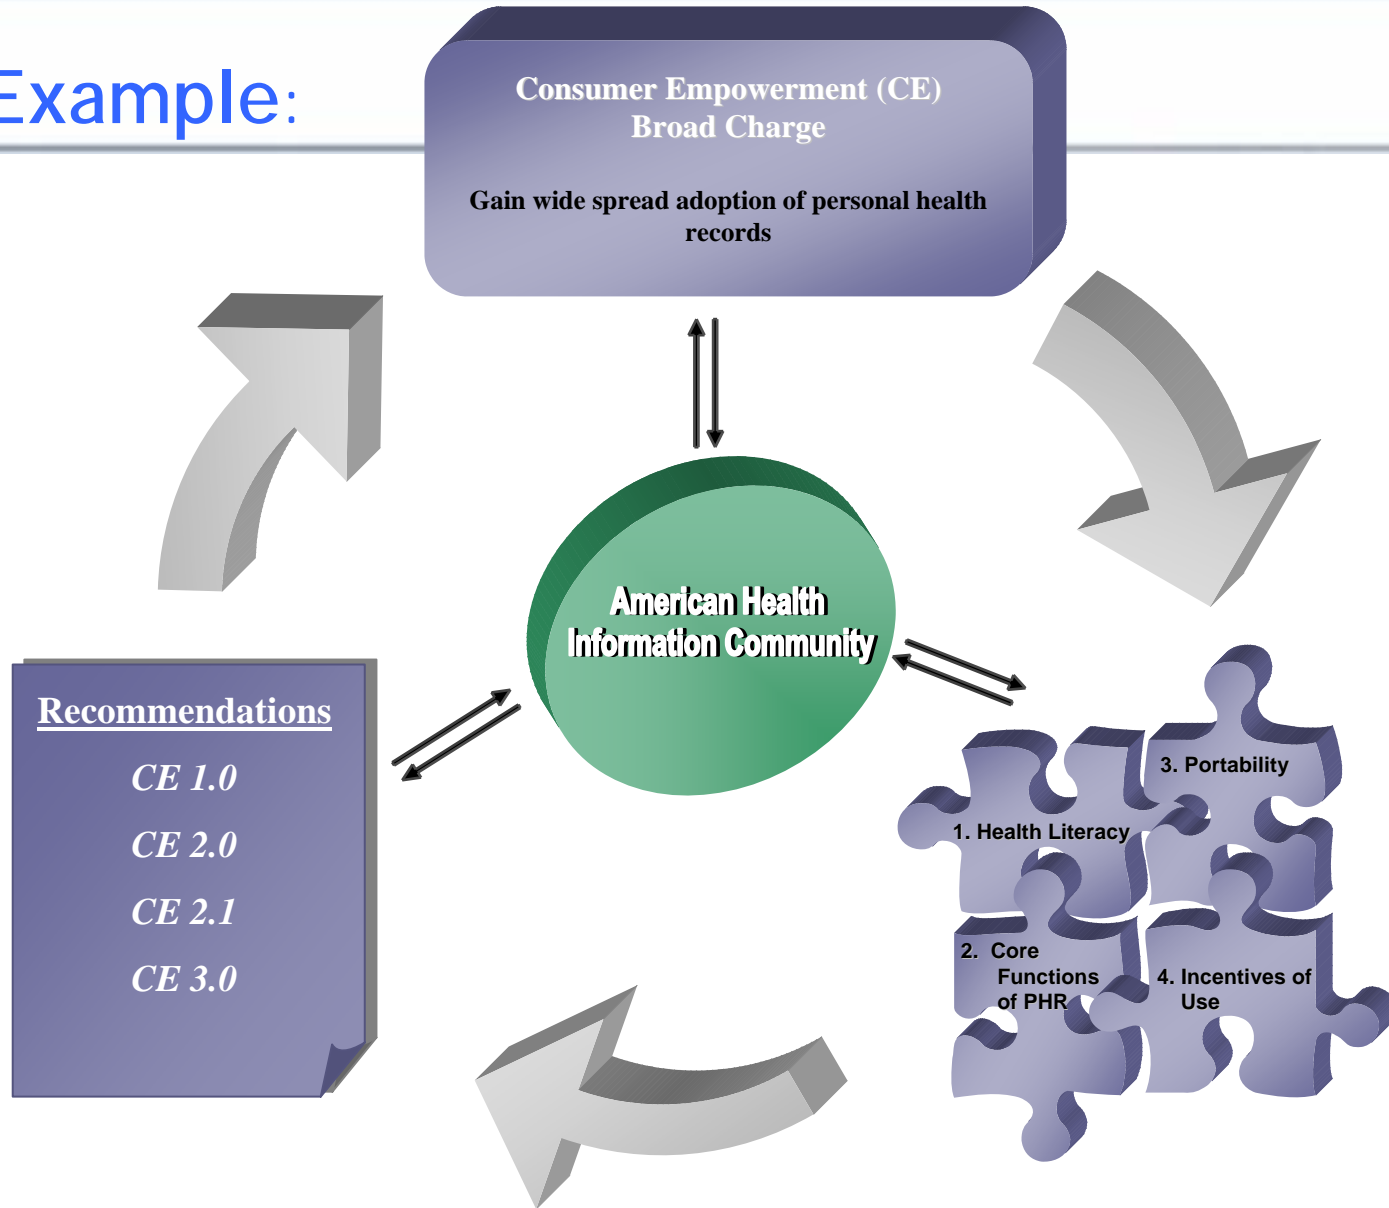 Example:
Consumer Empowerment (CE)
Broad Charge
Gain wide spread adoption of personal health
records
American Health
Information Community
Recommendations
CE 1.0
CE 2.0
CE 2.1
CE 3.0
3. Portability
1. Health Literacy
2. Core
Functions
of PHR
4. Incentives of
Use